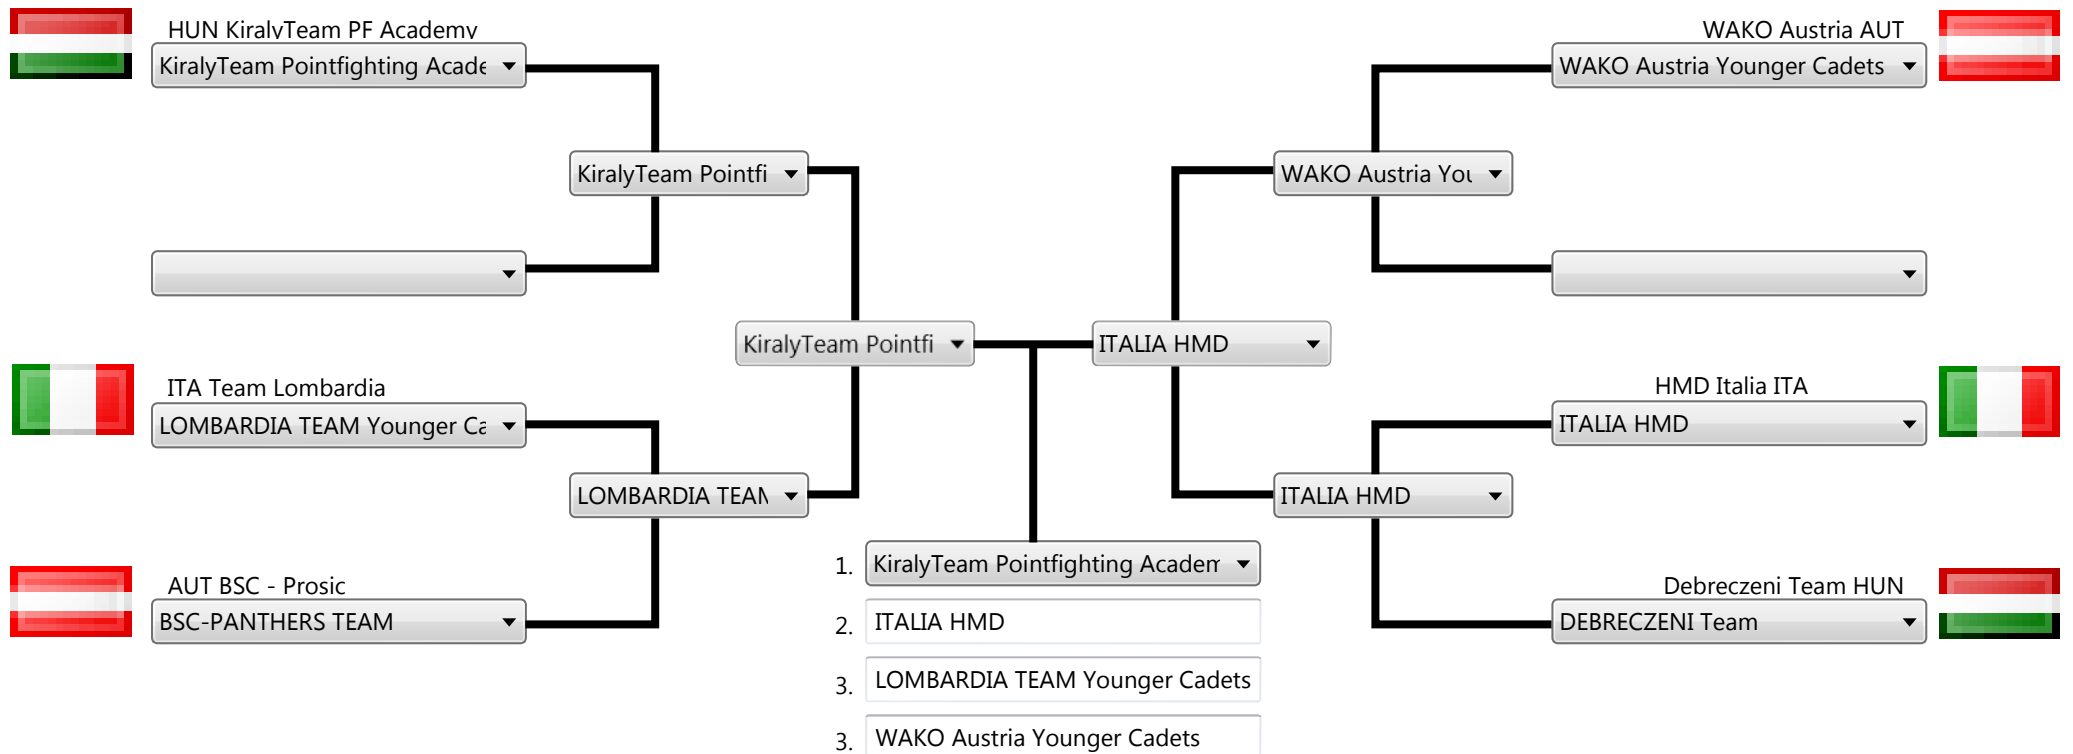 HUN KiralyTeam PF Academy
KiralyTeam Pointfighting Acade
WAKO Austria AUT
WAKO Austria Younger Cadets
KiralyTeam Pointfi
WAKO Austria You
KiralyTeam Pointfi
ITALIA HMD
ITA Team Lombardia
LOMBARDIA TEAM Younger Ca
HMD Italia ITA
ITALIA HMD
LOMBARDIA TEAM
ITALIA HMD
AUT BSC - Prosic
BSC-PANTHERS TEAM
Debreczeni Team HUN
DEBRECZENI Team
1. KiralyTeam Pointfighting Academ
2. ITALIA HMD
3. LOMBARDIA TEAM Younger Cadets
3. WAKO Austria Younger Cadets